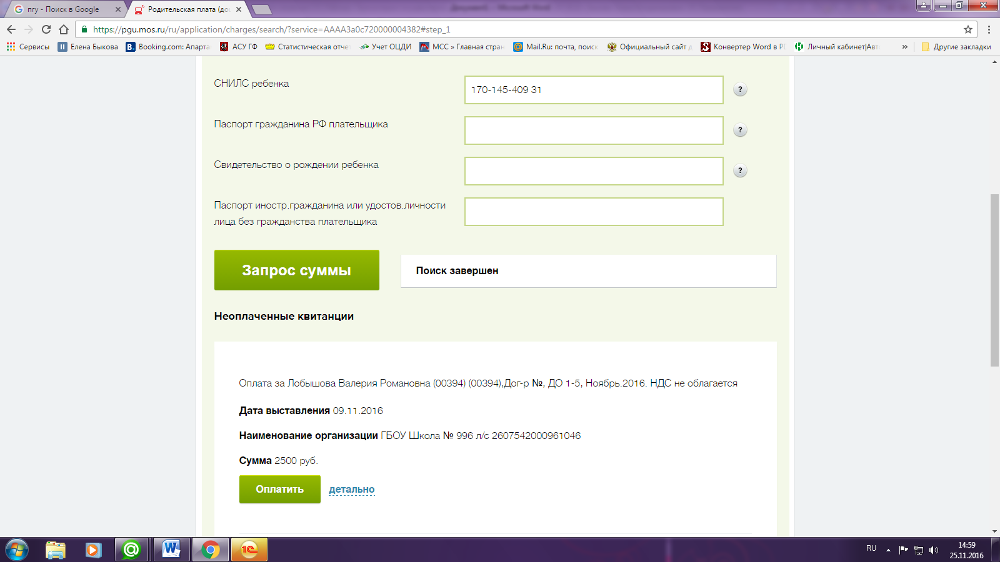 пгу - Поиск в Google
Родительская плата (до
https://pgu.mos.ru/ru/application/charges/search/?service=AAAA3a0c720000004382#step_1
Сервисы
Елена Быкова
Booking.com: Апарта
АСУ ГФ
Статистическая отче
Учет ОЦДИ
МСС » Главная стран
Mail.Ru: почта, поиск
Официальный сайт д
Конвертер Word в PD
Личный кабинет|Авто
»
Другие закладки
СНИЛС ребенка
170-145-409 31
?
Паспорт гражданина РФ плательщика
?
Свидетельство о рождении ребенка
?
Паспорт иностр.гражданина или удостов.личности
лица без гражданства плательщика
Запрос суммы
Поиск завершен
Неоплаченные квитанции
Оплата за Лобышова Валерия Романовна (00394) (00394),Дог-р №, ДО 1-5, Ноябрь.2016. НДС не облагается
Дата выставления 09.11.2016
Наименование организации ГБОУ Школа № 996 л/с 2607542000961046
Сумма 2500 руб.
Оплатить
детально
RU
14:59
25.11.2016